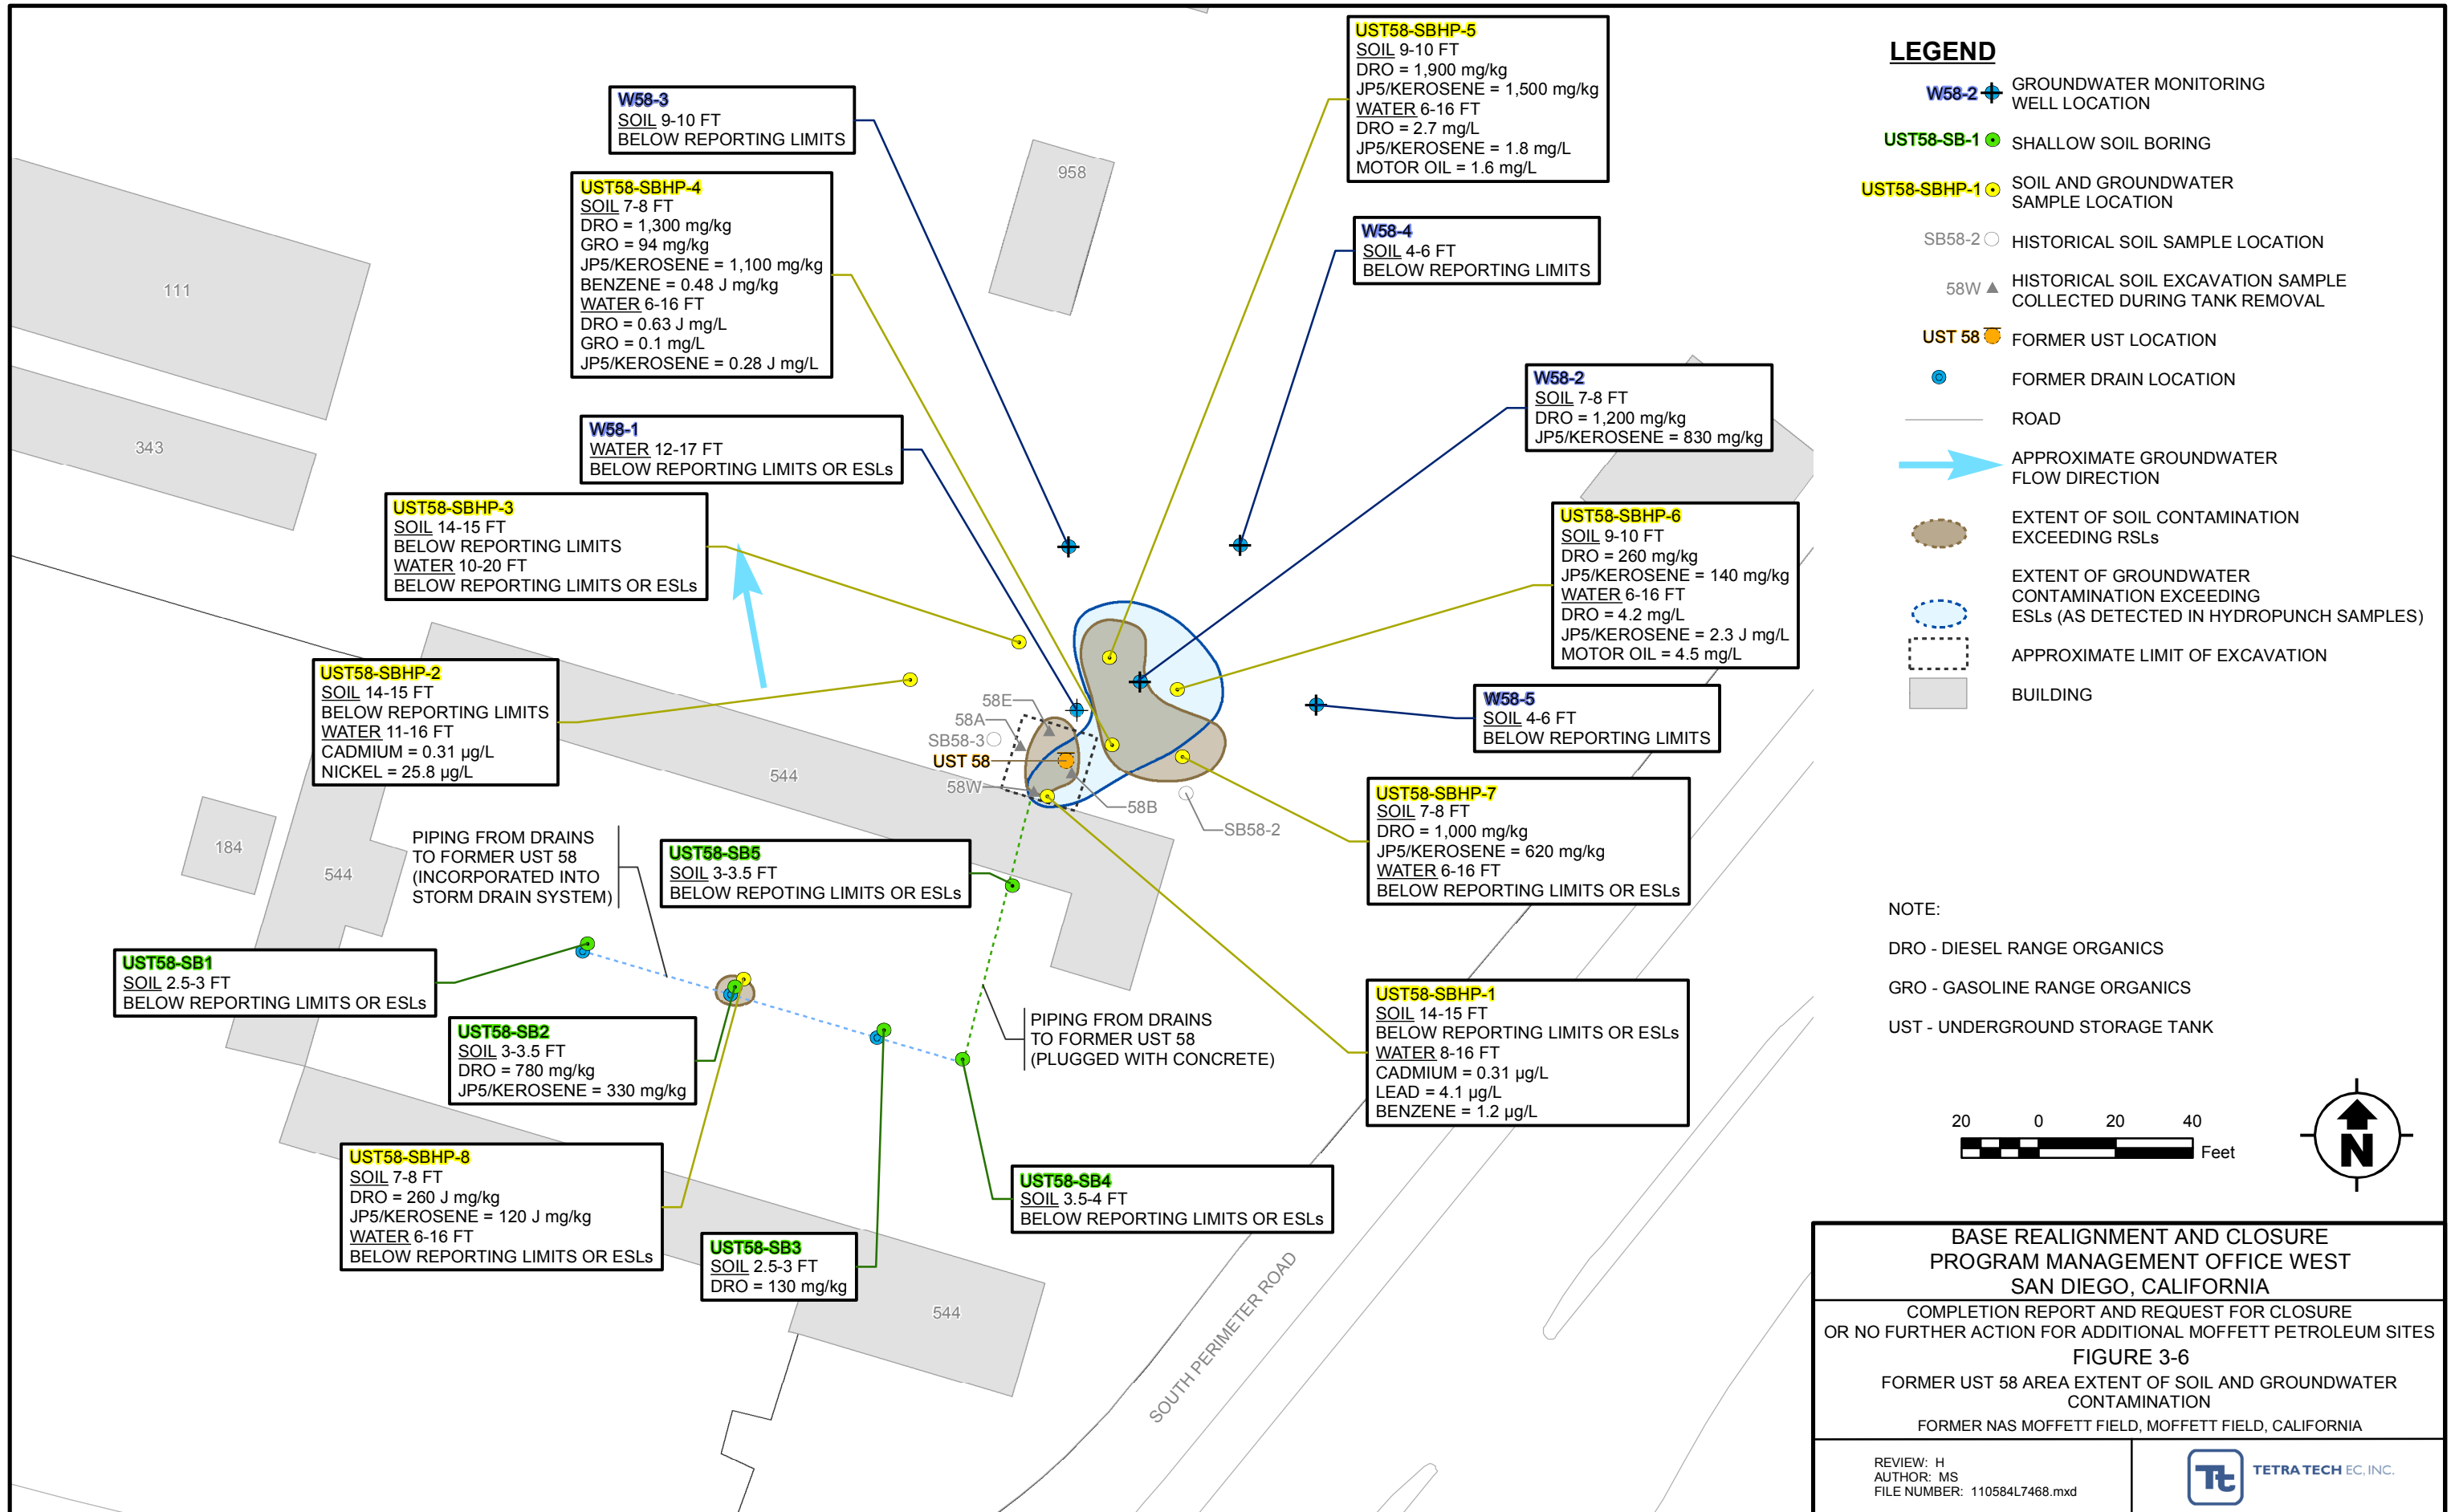 UST58-SBHP-5
SOIL 9-10 FT
DRO = 1,900 mg/kg
JP5/KEROSENE = 1,500 mg/kg
WATER 6-16 FT
DRO = 2.7 mg/L
JP5/KEROSENE = 1.8 mg/L
MOTOR OIL = 1.6 mg/L
W58-3
SOIL 9-10 FT
BELOW REPORTING LIMITS
UST58-SBHP-4
SOIL 7-8 FT
DRO = 1,300 mg/kg
GRO = 94 mg/kg
JP5/KEROSENE = 1,100 mg/kg
BENZENE = 0.48 J mg/kg
WATER 6-16 FT
DRO = 0.63 J mg/L
GRO = 0.1 mg/L
JP5/KEROSENE = 0.28 J mg/L
958
W58-4
SOIL 4-6 FT
BELOW REPORTING LIMITS
111
343
W58-1
WATER 12-17 FT
BELOW REPORTING LIMITS OR ESLs
W58-2
SOIL 7-8 FT
DRO = 1,200 mg/kg
JP5/KEROSENE = 830 mg/kg
UST58-SBHP-3
SOIL 14-15 FT
BELOW REPORTING LIMITS
WATER 10-20 FT
BELOW REPORTING LIMITS OR ESLs
UST58-SBHP-6
SOIL 9-10 FT
DRO = 260 mg/kg
JP5/KEROSENE = 140 mg/kg
WATER 6-16 FT
DRO = 4.2 mg/L
JP5/KEROSENE = 2.3 J mg/L
MOTOR OIL = 4.5 mg/L
UST58-SBHP-2
SOIL 14-15 FT
BELOW REPORTING LIMITS
WATER 11-16 FT
CADMIUM = 0.31 µg/L
NICKEL = 25.8 µg/L
W58-5
SOIL 4-6 FT
BELOW REPORTING LIMITS
58E
58A
SB58-3
UST 58
58W
58B
SB58-2
544
184
544
UST58-SBHP-7
SOIL 7-8 FT
DRO = 1,000 mg/kg
JP5/KEROSENE = 620 mg/kg
WATER 6-16 FT
BELOW REPORTING LIMITS OR ESLs
PIPING FROM DRAINS
TO FORMER UST 58
(INCORPORATED INTO
STORM DRAIN SYSTEM)
UST58-SB5
SOIL 3-3.5 FT
BELOW REPOTING LIMITS OR ESLs
UST58-SB1
SOIL 2.5-3 FT
BELOW REPORTING LIMITS OR ESLs
UST58-SB2
SOIL 3-3.5 FT
DRO = 780 mg/kg
JP5/KEROSENE = 330 mg/kg
PIPING FROM DRAINS
TO FORMER UST 58
(PLUGGED WITH CONCRETE)
UST58-SBHP-1
SOIL 14-15 FT
BELOW REPORTING LIMITS OR ESLs
WATER 8-16 FT
CADMIUM = 0.31 µg/L
LEAD = 4.1 µg/L
BENZENE = 1.2 µg/L
UST58-SBHP-8
SOIL 7-8 FT
DRO = 260 J mg/kg
JP5/KEROSENE = 120 J mg/kg
WATER 6-16 FT
BELOW REPORTING LIMITS OR ESLs
UST58-SB3
SOIL 2.5-3 FT
DRO = 130 mg/kg
UST58-SB4
SOIL 3.5-4 FT
BELOW REPORTING LIMITS OR ESLs
544
SOUTH PERIMETER ROAD
LEGEND
W58-2 GROUNDWATER MONITORING
WELL LOCATION
UST58-SB-1 SHALLOW SOIL BORING
UST58-SBHP-1 SOIL AND GROUNDWATER
SAMPLE LOCATION
SB58-2 HISTORICAL SOIL SAMPLE LOCATION
58W HISTORICAL SOIL EXCAVATION SAMPLE
COLLECTED DURING TANK REMOVAL
UST 58 FORMER UST LOCATION
FORMER DRAIN LOCATION
ROAD
APPROXIMATE GROUNDWATER
FLOW DIRECTION
EXTENT OF SOIL CONTAMINATION
EXCEEDING RSLs
EXTENT OF GROUNDWATER
CONTAMINATION EXCEEDING
ESLs (AS DETECTED IN HYDROPUNCH SAMPLES)
APPROXIMATE LIMIT OF EXCAVATION
BUILDING
NOTE:
DRO - DIESEL RANGE ORGANICS
GRO - GASOLINE RANGE ORGANICS
UST - UNDERGROUND STORAGE TANK
20 0 20 40
Feet
N
BASE REALIGNMENT AND CLOSURE
PROGRAM MANAGEMENT OFFICE WEST
SAN DIEGO, CALIFORNIA
COMPLETION REPORT AND REQUEST FOR CLOSURE
OR NO FURTHER ACTION FOR ADDITIONAL MOFFETT PETROLEUM SITES
FIGURE 3-6
FORMER UST 58 AREA EXTENT OF SOIL AND GROUNDWATER
CONTAMINATION
FORMER NAS MOFFETT FIELD, MOFFETT FIELD, CALIFORNIA
REVIEW: H
AUTHOR: MS
FILE NUMBER: 110584L7468.mxd
Tt TETRA TECH EC, INC.